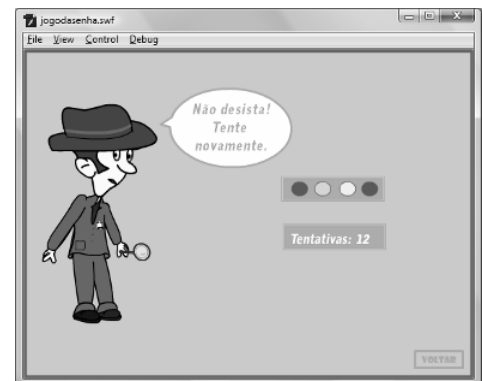 jogodasenha.swf
File View Control Debug
Não desista!
Tente
novamente.
Tentativas: 12
VOLTAR